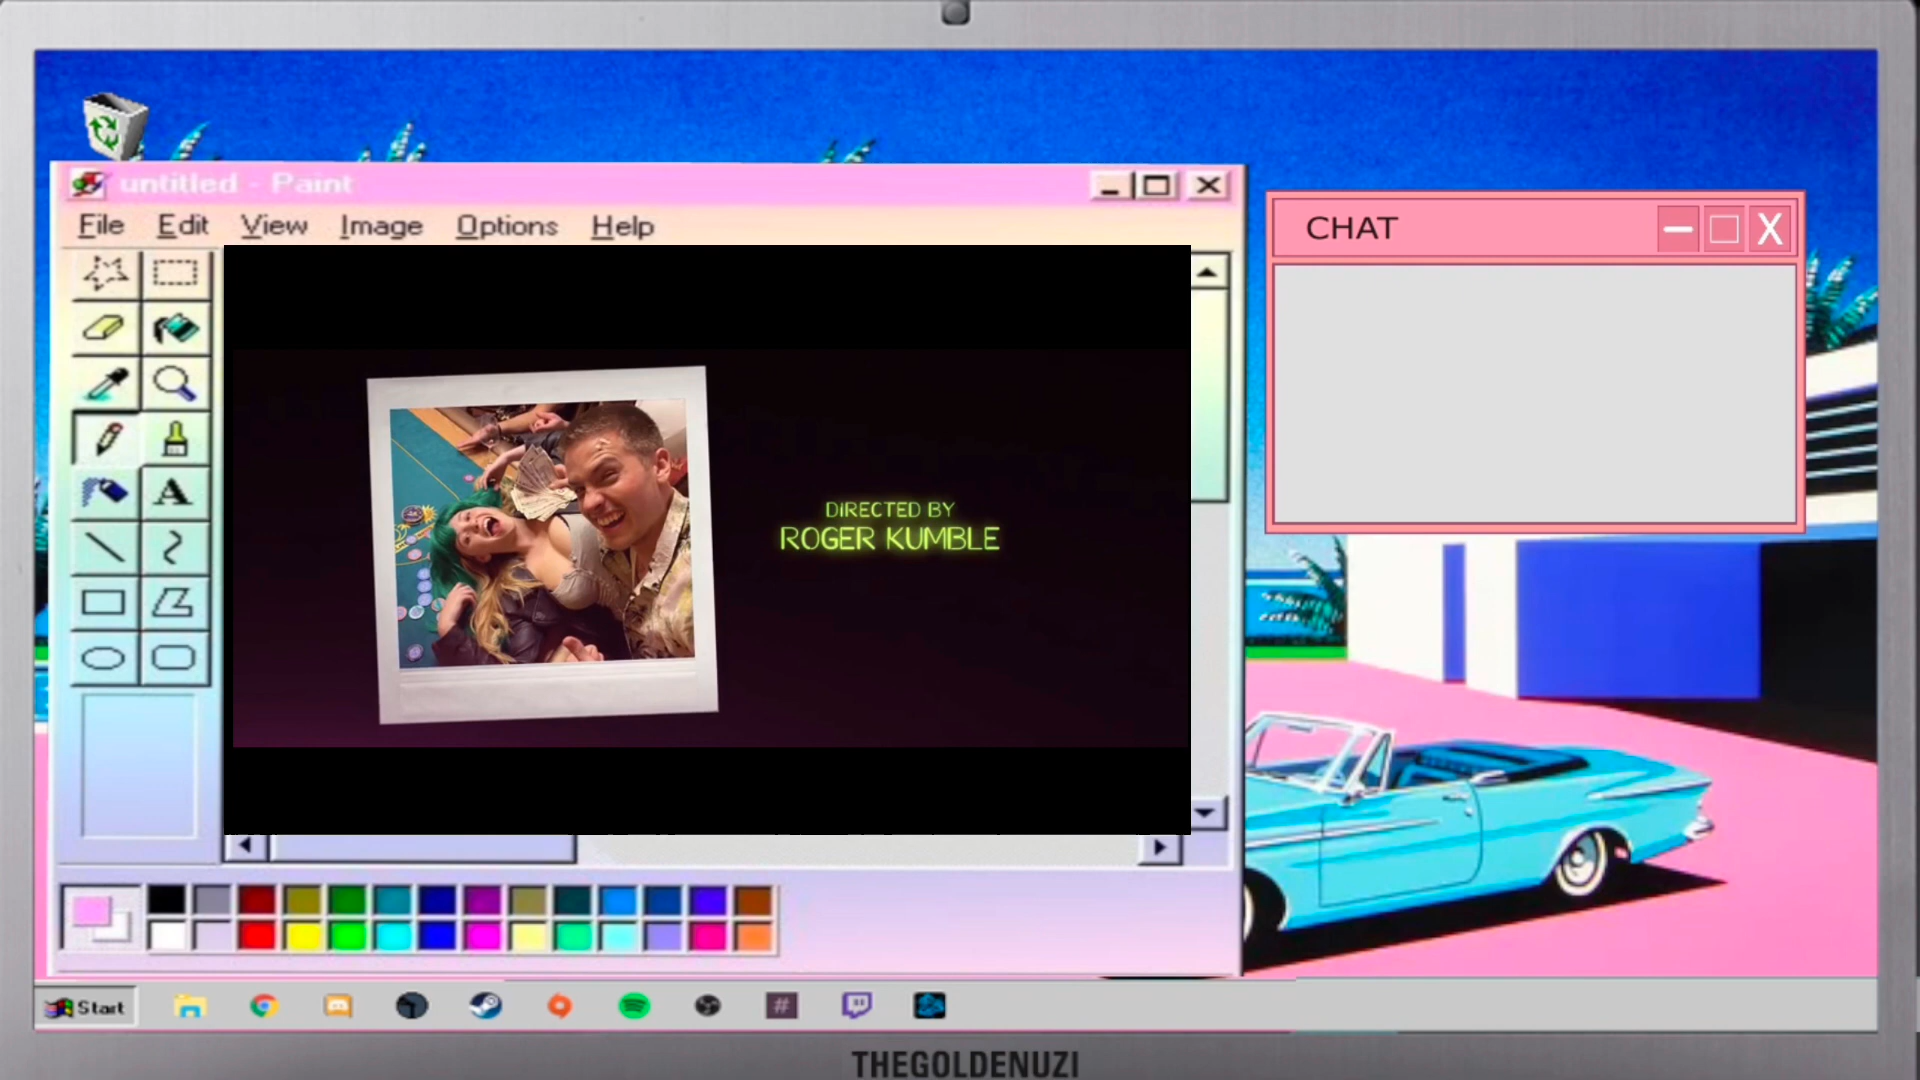 untitled - Paint
File Edit View Image Options Help
CHAT
X
A
DIRECTED BY
ROGER KUMBLE
Start
#
THEGOLDENUZI